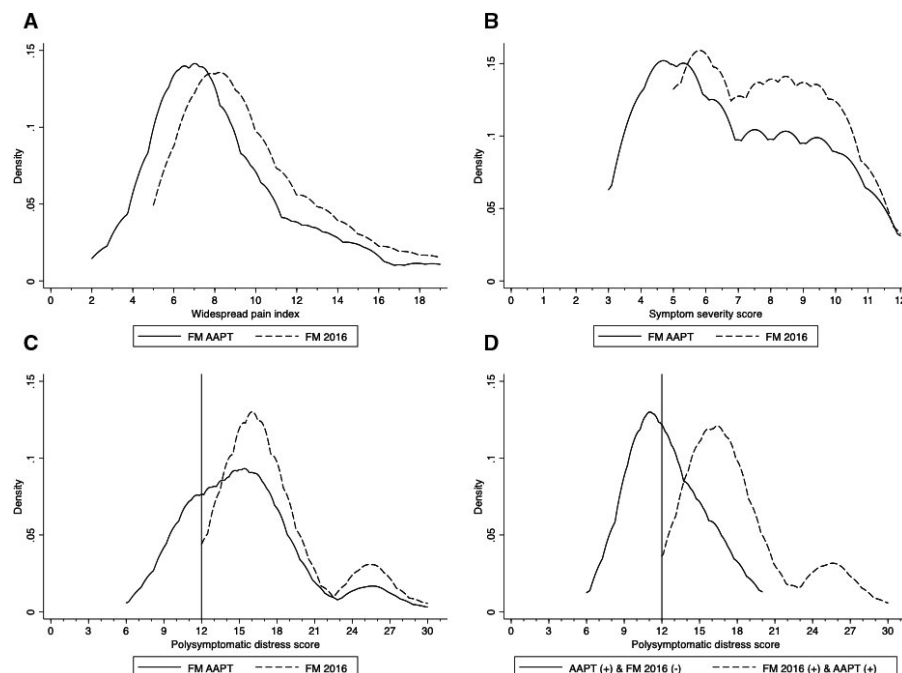 A
Density
0 .05 .1 .15
0 2 4 6 8 10 12 14 16 18
Widespread pain index
FM AAPT FM 2016
B
Density
0 .05 .1 .15
0 1 2 3 4 5 6 7 8 9 10 11 12
Symptom severity score
FM AAPT FM 2016
C
Density
0 .05 .1 .15
0 3 6 9 12 15 18 21 24 27 30
Polysymptomatic distress score
FM AAPT FM 2016
D
Density
0 .05 .1 .15
0 3 6 9 12 15 18 21 24 27 30
Polysymptomatic distress score
AAPT (+) & FM 2016 (-) FM 2016 (+) & AAPT (+)